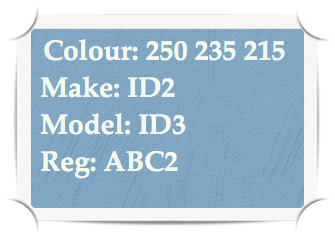 Colour: 250 235 215
Make: ID2
Model: ID3
Reg: ABC2